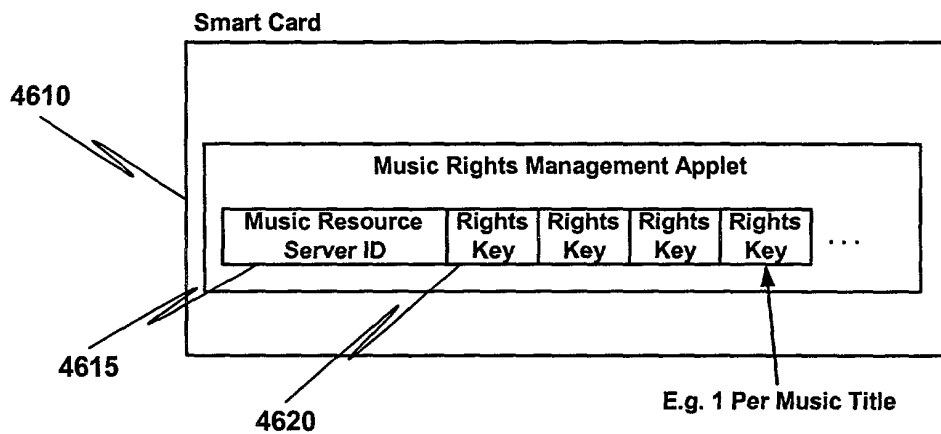 Smart Card
4610
Music Rights Management Applet
Music Resource Server ID
Rights Key
Rights Key
Rights Key
Rights Key
...
4615
4620
E.g. 1 Per Music Title